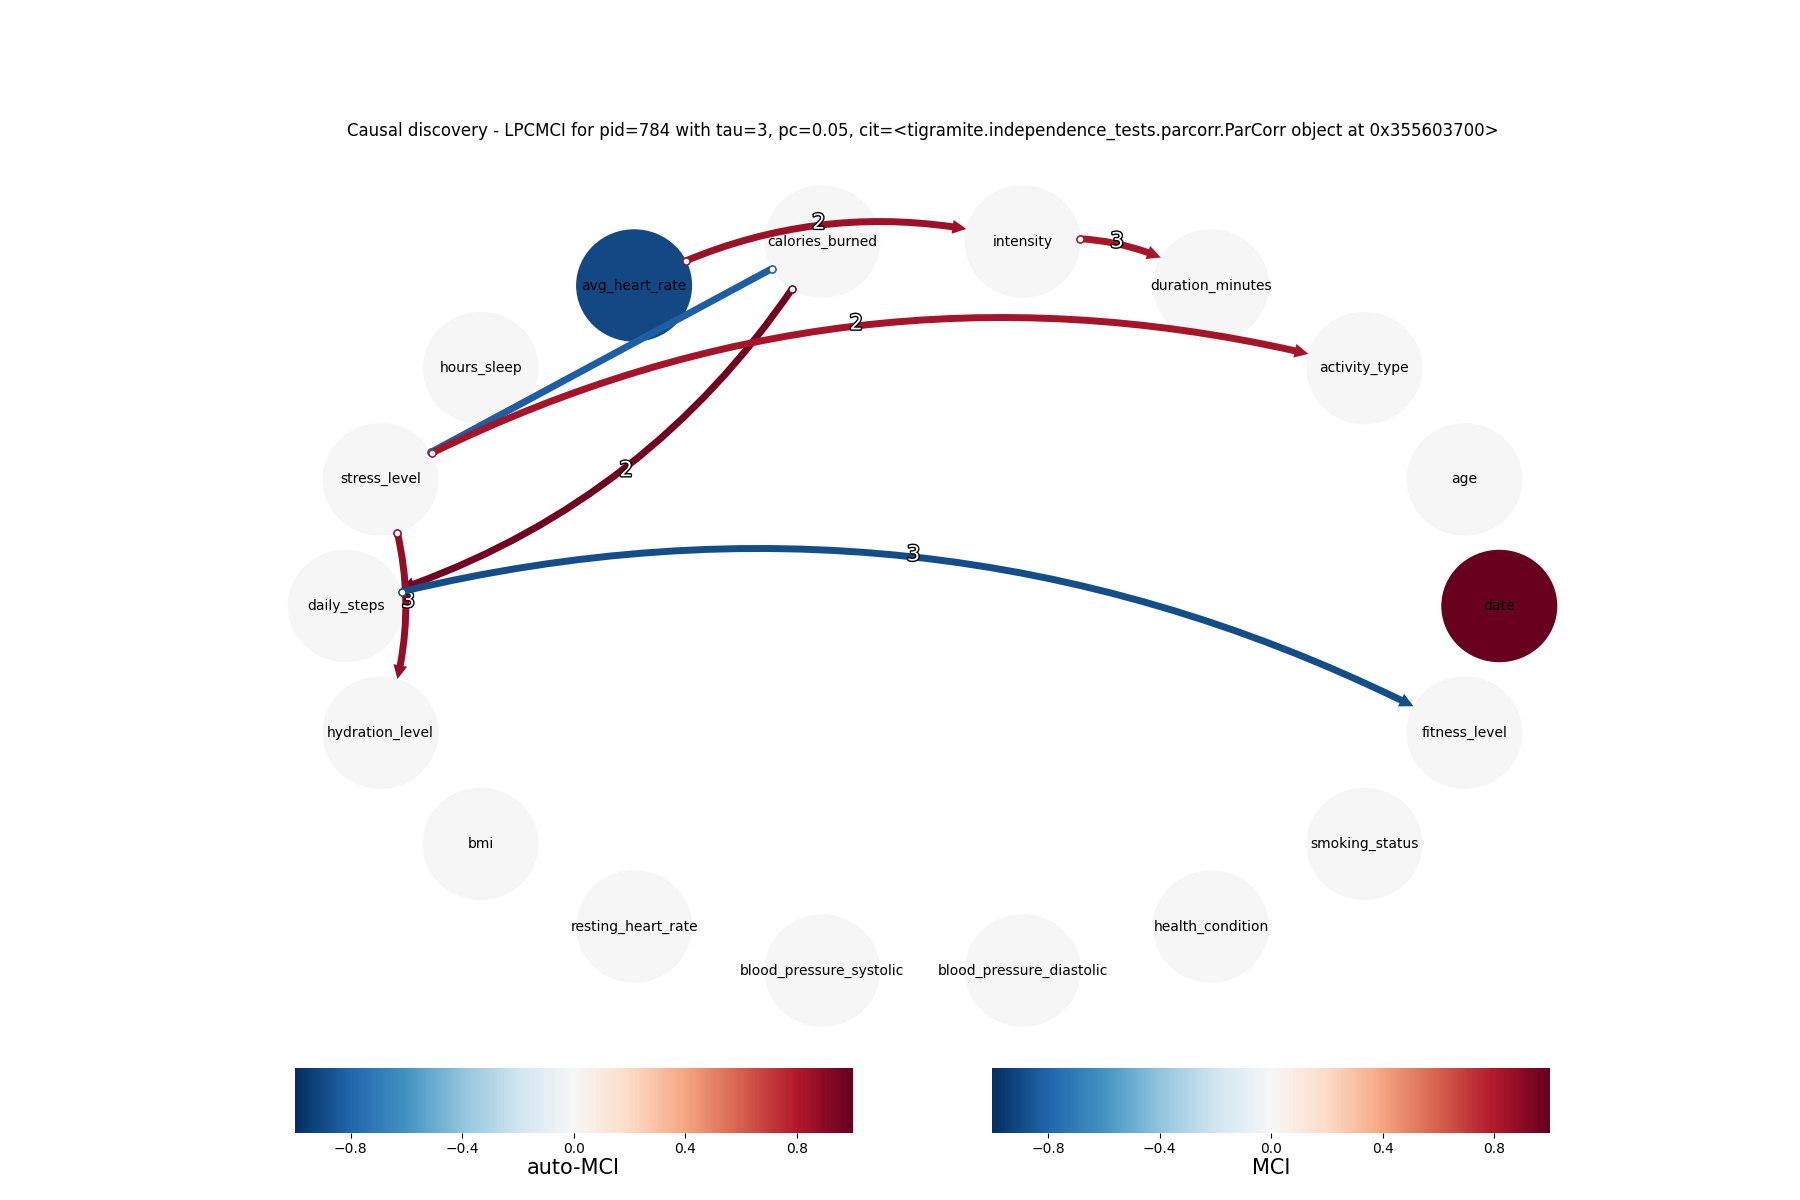 Causal discovery - LPCMCI for pid=784 with tau=3, pc=0.05, cit=<tigramite.independence_tests.parcorr.ParCorr object at 0x355603700>
2
calories_burned
intensity
3
avg_heart_rate
duration_minutes
2
hours_sleep
activity_type
2
stress_level
age
3
daily_steps
3
date
hydration_level
fitness_level
bmi
smoking_status
resting_heart_rate
health_condition
blood_pressure_systolic
blood_pressure_diastolic
−0.8 −0.4 0.0 0.4 0.8
auto-MCI
−0.8 −0.4 0.0 0.4 0.8
MCI